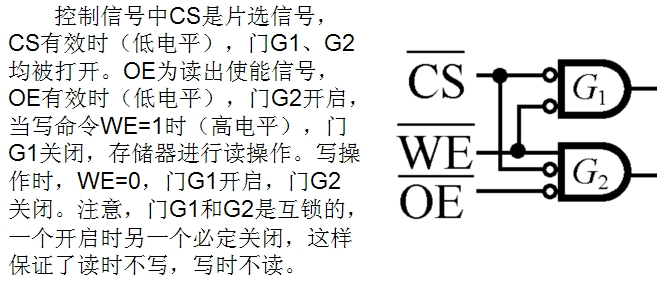 控制信号中CS是片选信号，
CS有效时（低电平），门G1、G2
均被打开。OE为读出使能信号，
OE有效时（低电平），门G2开启，
当写命令WE=1时（高电平），门
G1关闭，存储器进行读操作。写操
作时，WE=0，门G1开启，门G2
关闭。注意，门G1和G2是互锁的，
一个开启时另一个必定关闭，这样
保证了读时不写，写时不读。
CS
G1
WE
G2
OE